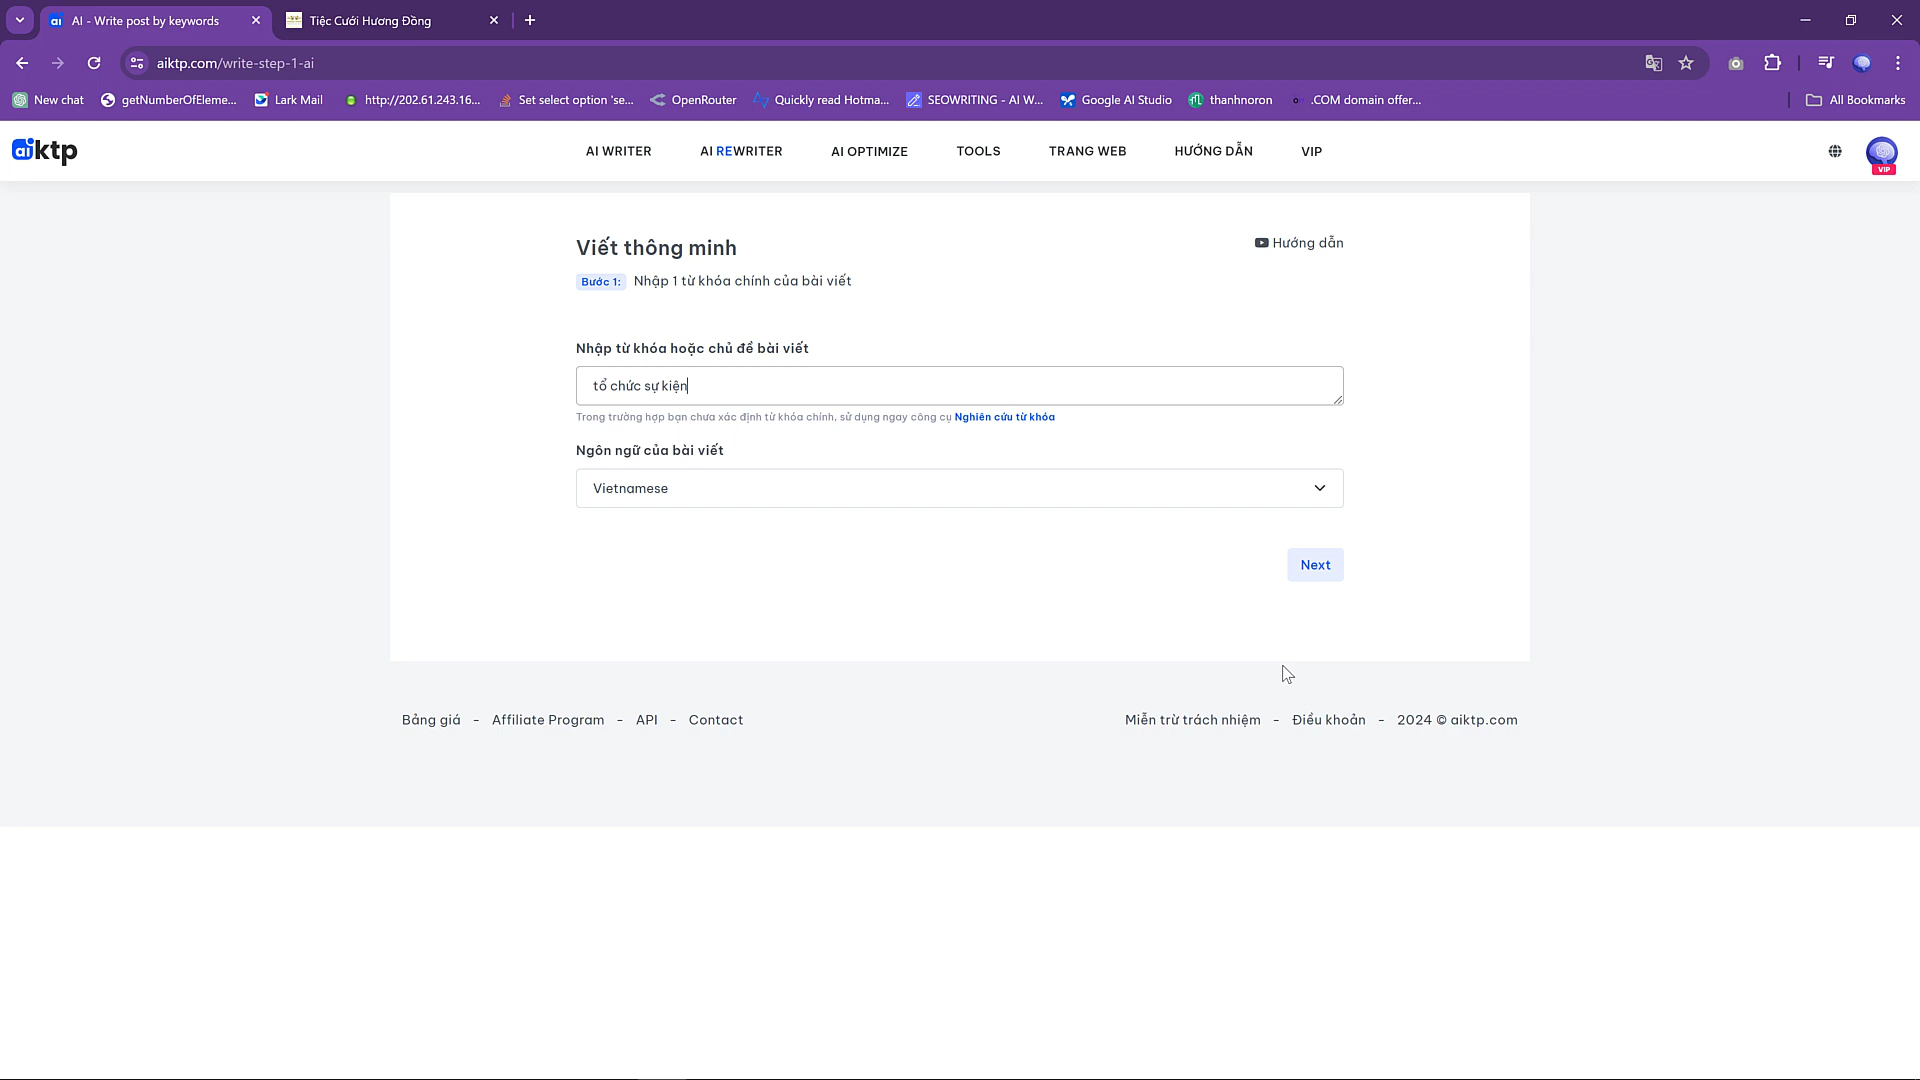 AI - Write post by keywords
Tiệc Cưới Hương Đồng
aiktp.com/write-step-1-ai
New chat
getNumberOfEleme...
Lark Mail
http://202.61.243.16...
Set select option 'se...
OpenRouter
Quickly read Hotma...
SEOWRITING - AI W...
Google AI Studio
thanhnoron
.COM domain offer...
All Bookmarks
aiktp
AI WRITER
AI REWRITER
AI OPTIMIZE
TOOLS
TRANG WEB
HƯỚNG DẪN
VIP
VIP
Viết thông minh
Hướng dẫn
Bước 1: Nhập 1 từ khóa chính của bài viết
Nhập từ khóa hoặc chủ đề bài viết
tổ chức sự kiện
Trong trường hợp bạn chưa xác định từ khóa chính, sử dụng ngay công cụ Nghiên cứu từ khóa
Ngôn ngữ của bài viết
Vietnamese
Next
Bảng giá - Affiliate Program - API - Contact
Miễn trừ trách nhiệm - Điều khoản - 2024 © aiktp.com